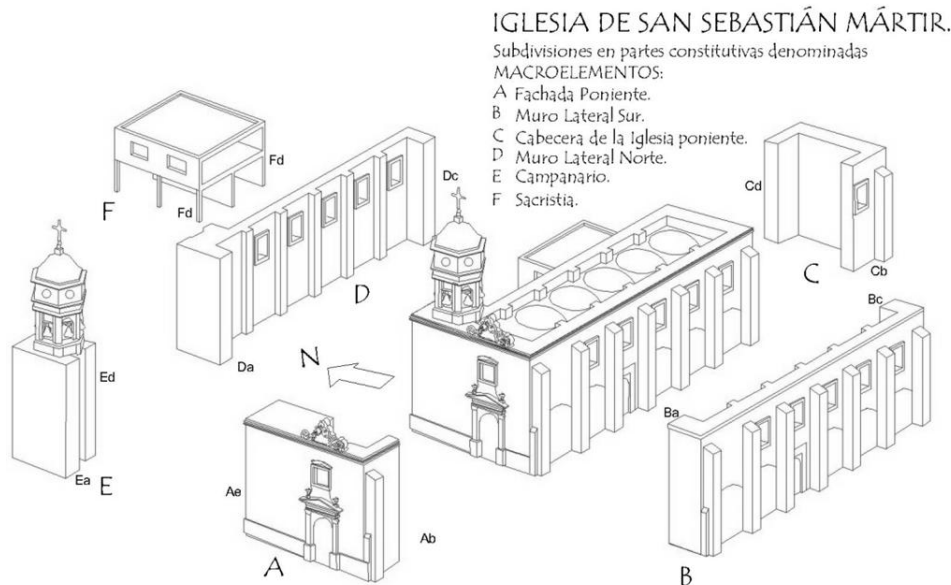 IGLESIA DE SAN SEBASTIÁN MÁRTIR.
Subdivisiones en partes constitutivas denominadas
MACROELEMENTOS:
A Fachada Poniente.
B Muro Lateral Sur.
C Cabecera de la Iglesia poniente.
D Muro Lateral Norte.
E Campanario.
F Sacristia.
Fd
Fd
F
Dc
D
Da
Cd
C
Cb
N
Ed
Ea
E
Ae
Ab
A
Bc
Ba
B